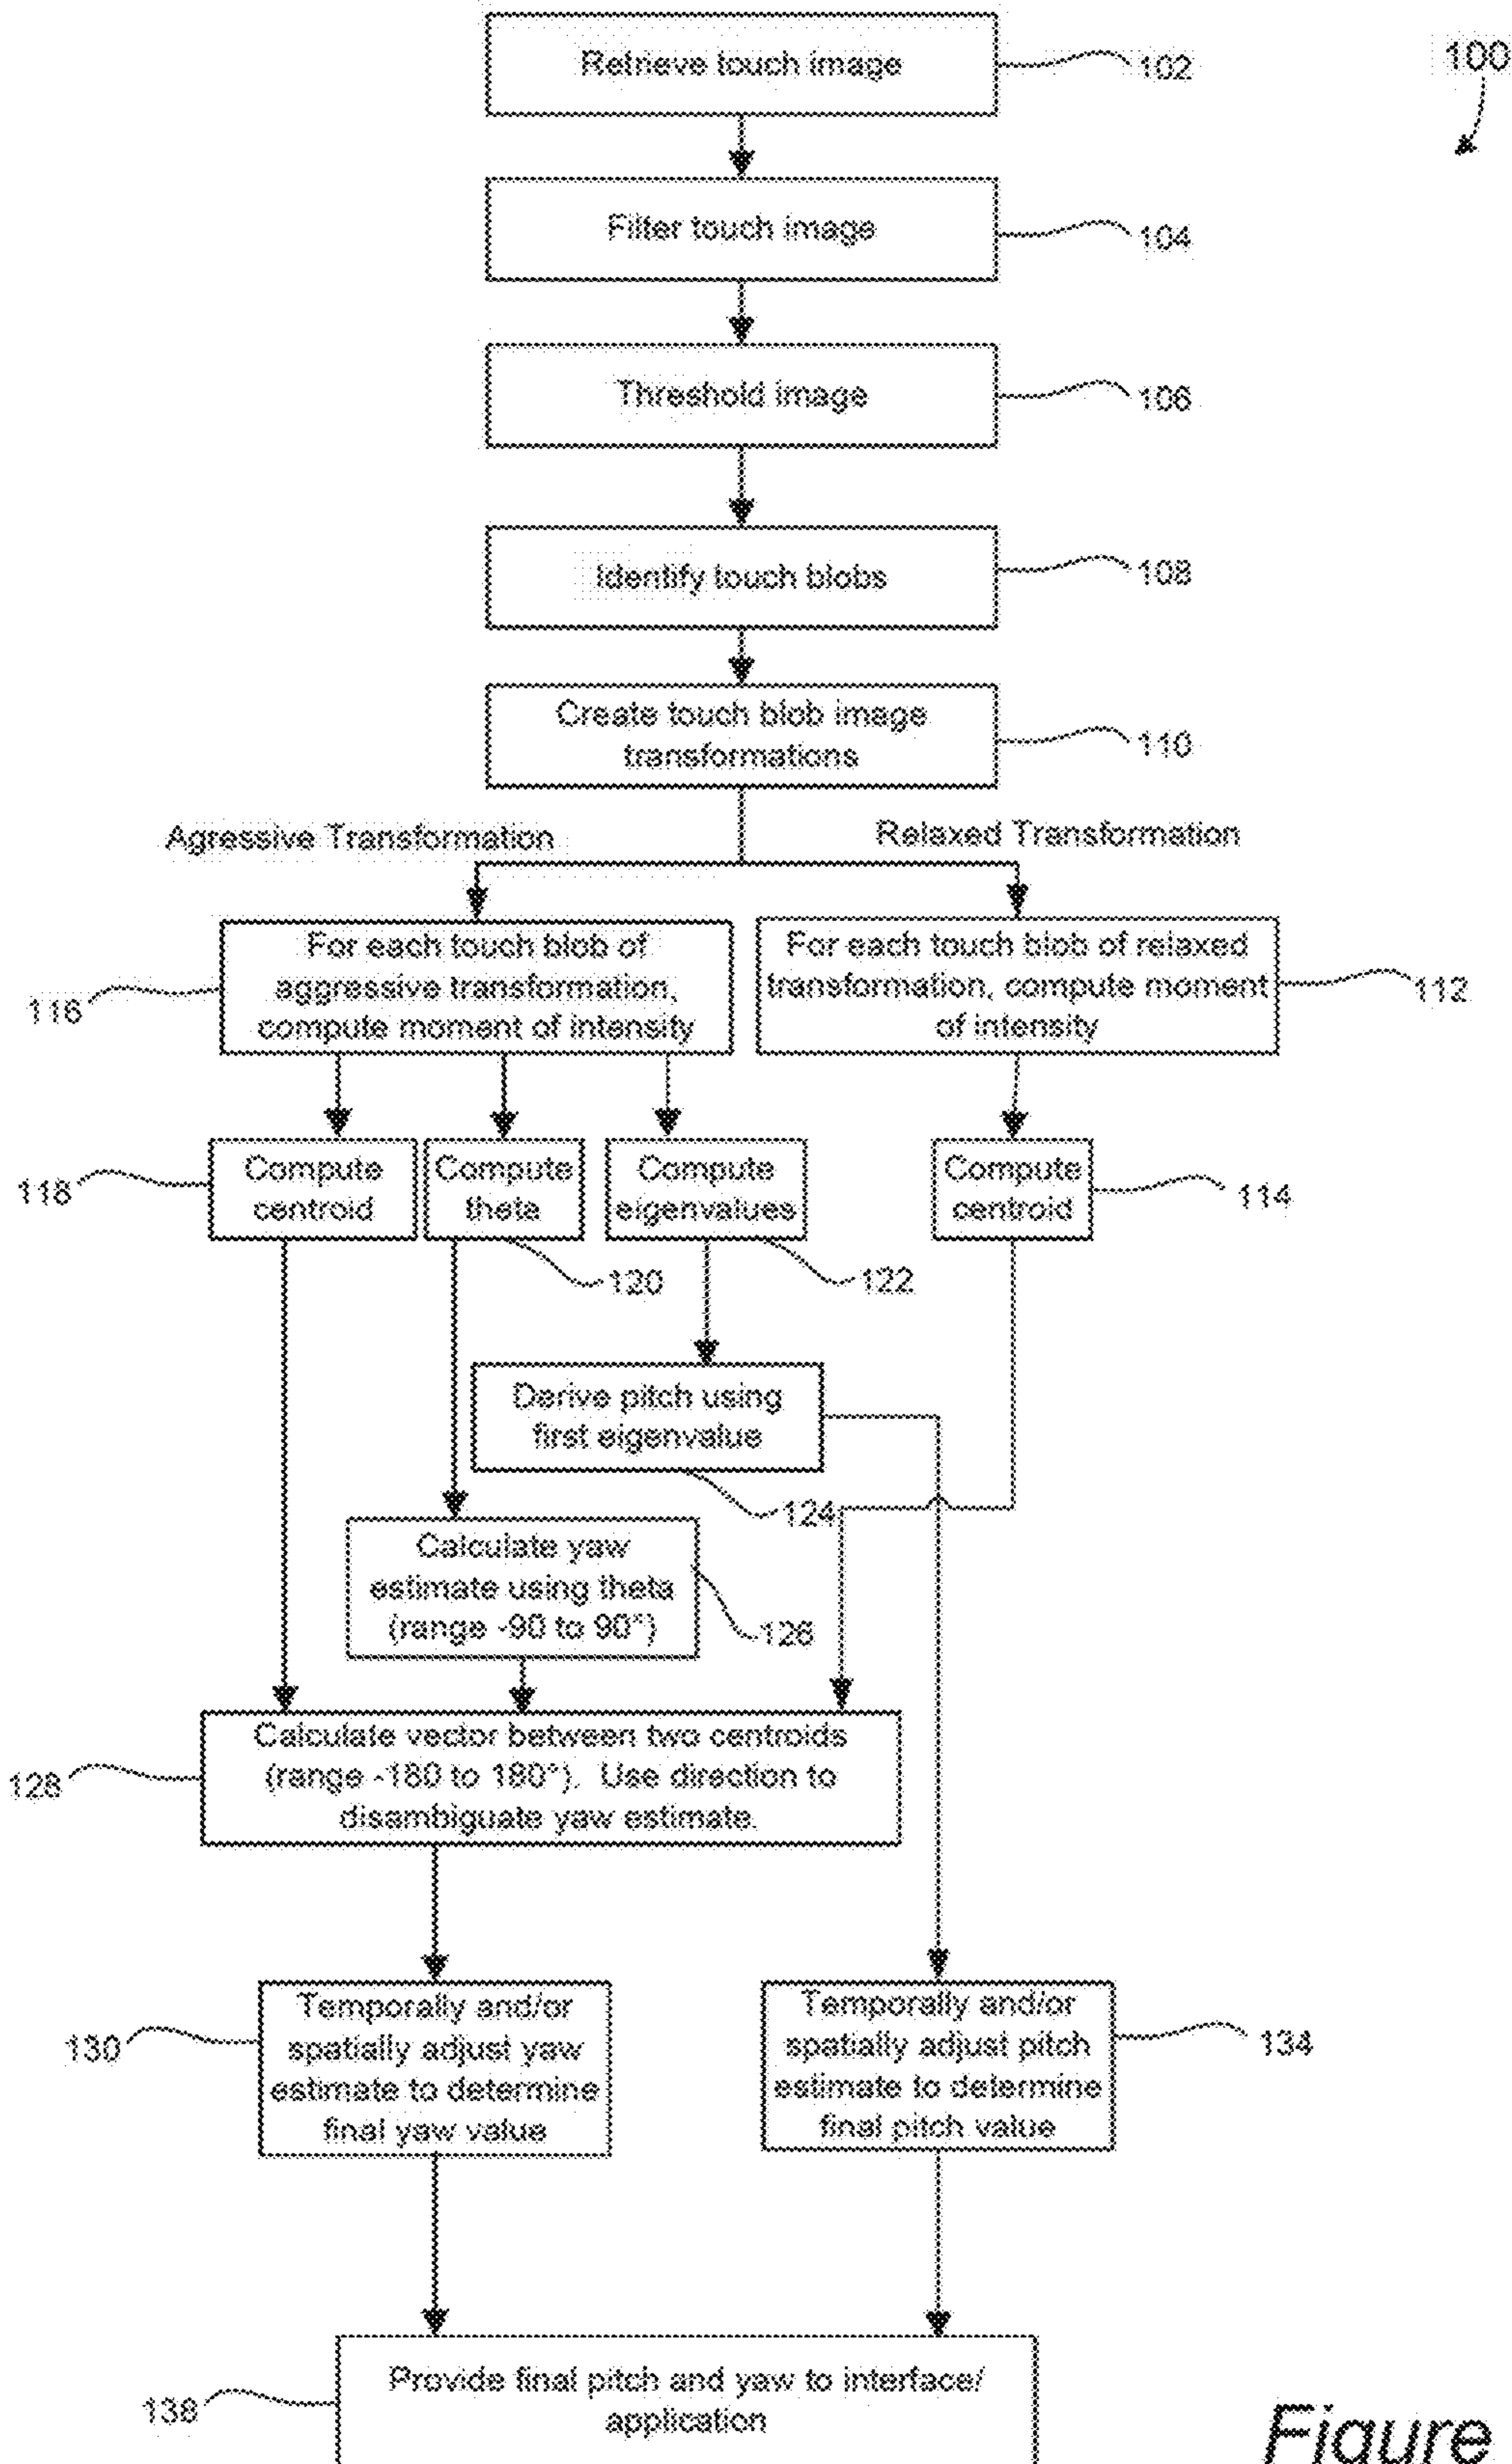 100
Retrieve touch image
102
Filter touch image
104
Threshold image
106
Identify touch blobs
108
Create touch blob image
transformations
110
Agressive Transformation
Relaxed Transformation
For each touch blob of
aggressive transformation,
compute moment of intensity
116
For each touch blob of relaxed
transformation, compute moment
of intensity
112
Compute
centroid
118
Compute
theta
120
Compute
eigenvalues
122
Compute
centroid
114
Derive pitch using
first eigenvalue
124
Calculate yaw
estimate using theta
(range -90 to 90°)
126
Calculate vector between two centroids
(range -180 to 180°). Use direction to
disambiguate yaw estimate.
128
Temporally and/or
spatially adjust yaw
estimate to determine
final yaw value
130
Temporally and/or
spatially adjust pitch
estimate to determine
final pitch value
134
Provide final pitch and yaw to interface/
application
138
Figure